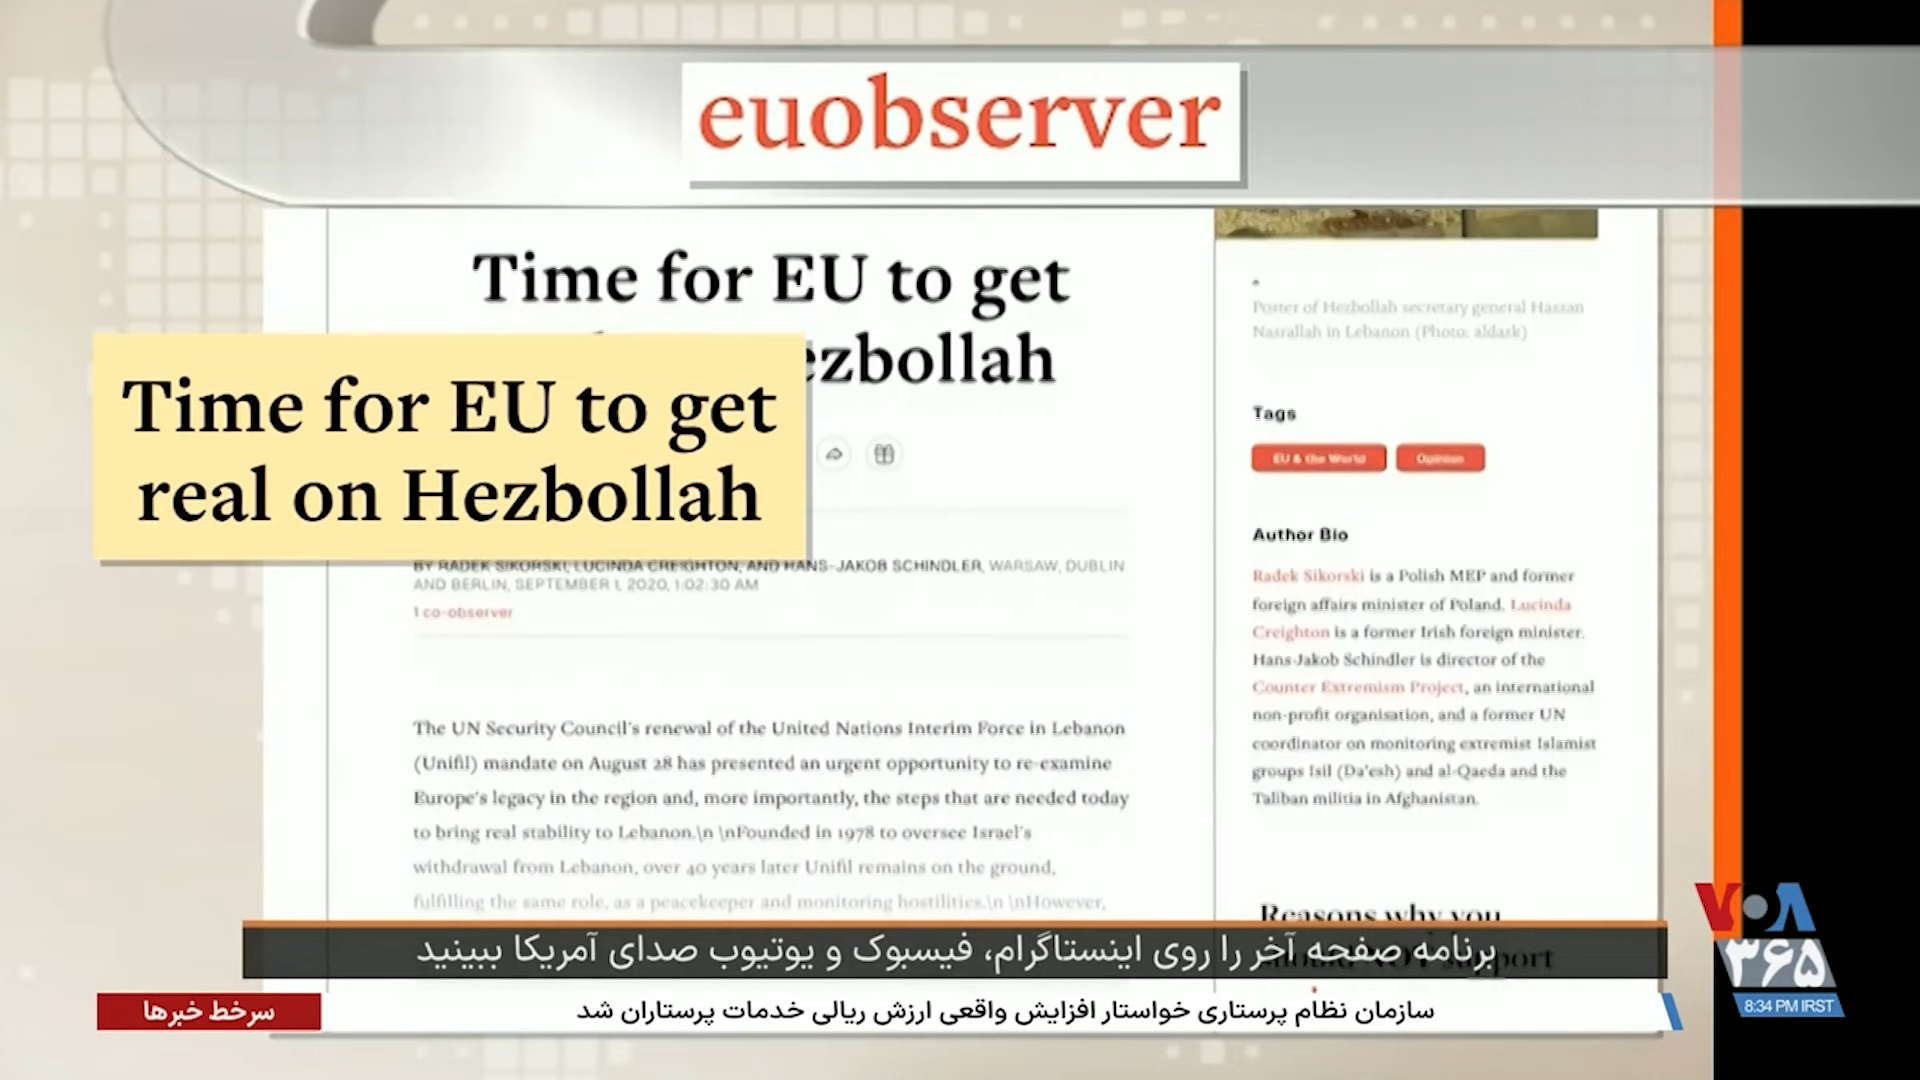 euobserver
Time for EU to get
ezbollah
Time for EU to get
real on Hezbollah
BY RADEK SIKORSKI, LUCINDA CREIGHTON, AND HANS-JAKOB SCHINDLER, WARSAW, DUBLIN
AND BERLIN, SEPTEMBER 1, 2020, 1:02:30 AM
1 co-observer
The UN Security Council's renewal of the United Nations Interim Force in Lebanon
(Unifil) mandate on August 28 has presented an urgent opportunity to re-examine
Europe's legacy in the region and, more importantly, the steps that are needed today
to bring real stability to Lebanon.\n \nFounded in 1978 to oversee Israel's
withdrawal from Lebanon, over 40 years later Unifil remains on the ground,
fulfilling the same role, as a peacekeeper and monitoring hostilities.\n \nHowever,
Poster of Hezbollah secretary general Hassan
Nasrallah in Lebanon (Photo: aldask)
Tags
EU & the World
Opinion
Author Bio
Radek Sikorski is a Polish MEP and former
foreign affairs minister of Poland. Lucinda
Creighton is a former Irish foreign minister.
Hans-Jakob Schindler is director of the
Counter Extremism Project, an international
non-profit organisation, and a former UN
coordinator on monitoring extremist Islamist
groups Isil (Da'esh) and al-Qaeda and the
Taliban militia in Afghanistan.
Reasons why you
support
برنامه صفحه آخر را روی اینستاگرام، فیسبوک و یوتیوب صدای آمریکا ببینید
سرخط خبرها
سازمان نظام پرستاری خواستار افزایش واقعی ارزش ریالی خدمات پرستاران شد
VOA
۳۶۵
8:34 PM IRST